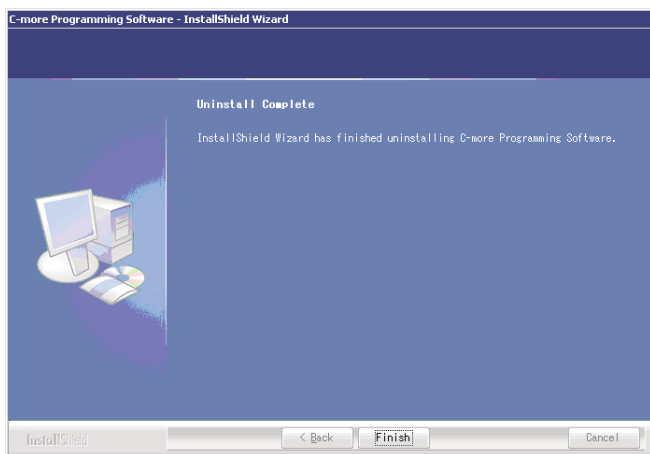 C-more Programming Software - InstallShield Wizard
Uninstall Complete
InstallShield Wizard has finished uninstalling C-more Programming Software.
InstallShield
< Back
Finish
Cancel